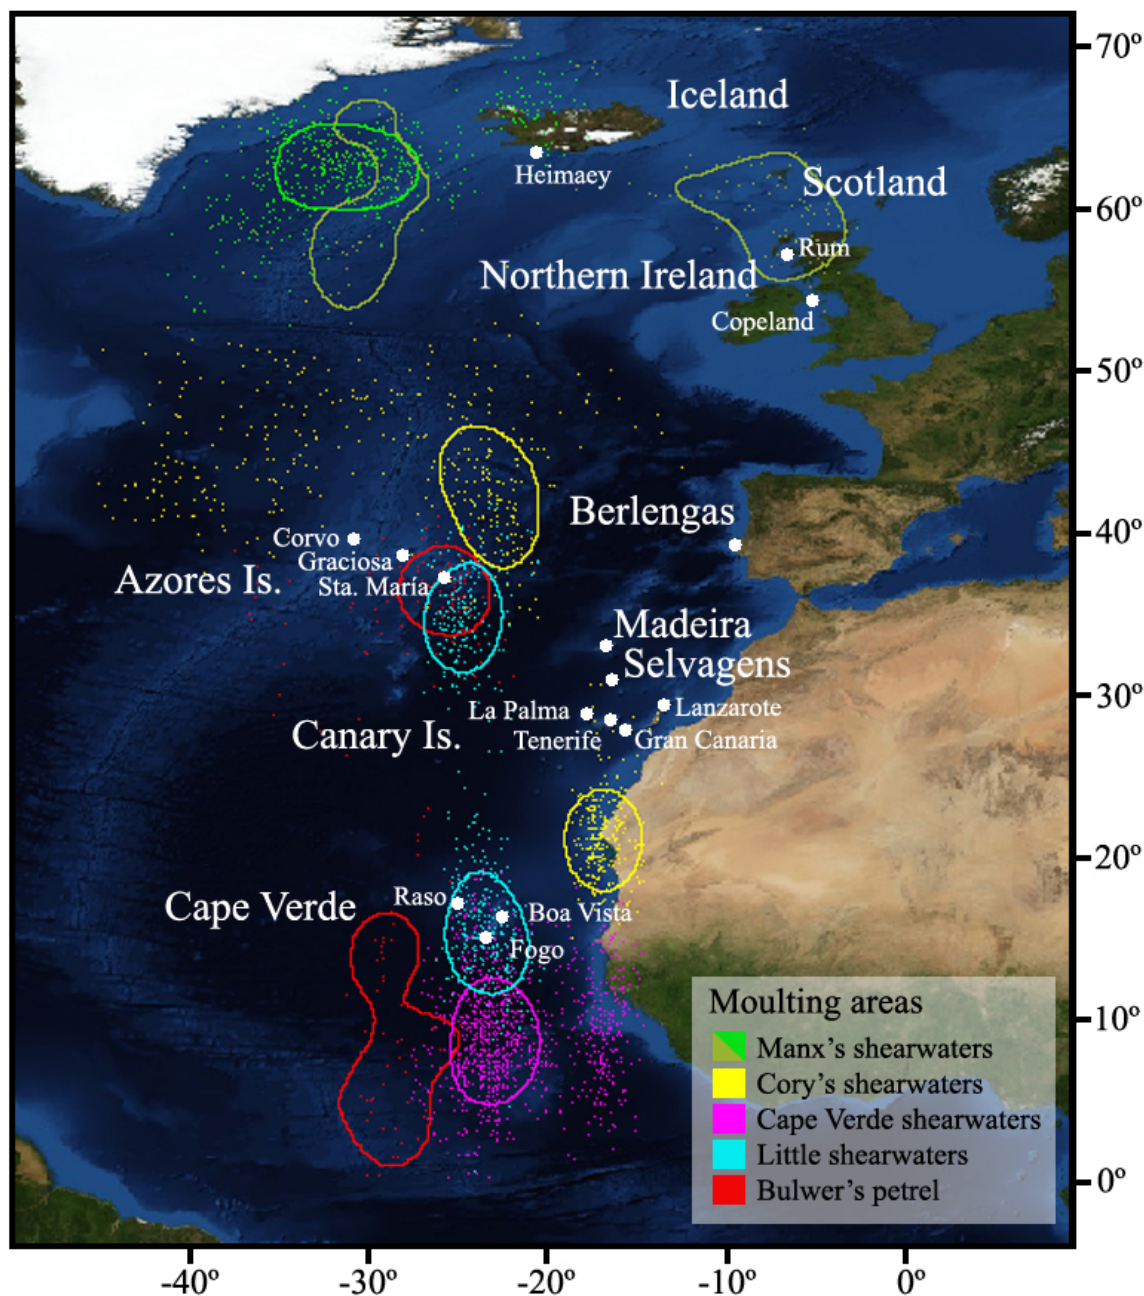 70º
Iceland
Heimaey
Scotland
60º
Rum
Northern Ireland
Copeland
50º
Berlengas
40º
Corvo
Graciosa
Azores Is.
Sta. María
Madeira
Selvagens
30º
La Palma
Lanzarote
Canary Is.
Tenerife
Gran Canaria
20º
Raso
Cape Verde
Boa Vista
Fogo
10º
Moulting areas
Manx's shearwaters
Cory's shearwaters
Cape Verde shearwaters
Little shearwaters
Bulwer's petrel
0º
-40º
-30º
-20º
-10º
0º